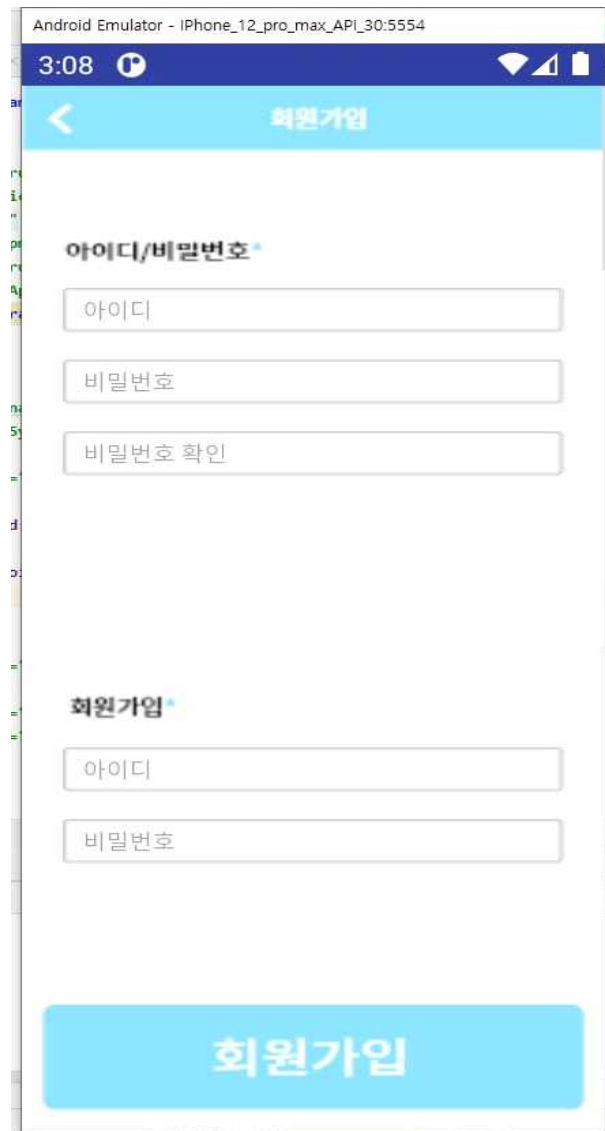 Android Emulator - IPhone_12_pro_max_API_30:5554
3:08
회원가입
아이디/비밀번호*
아이디
비밀번호
비밀번호 확인
회원가입*
아이디
비밀번호
회원가입